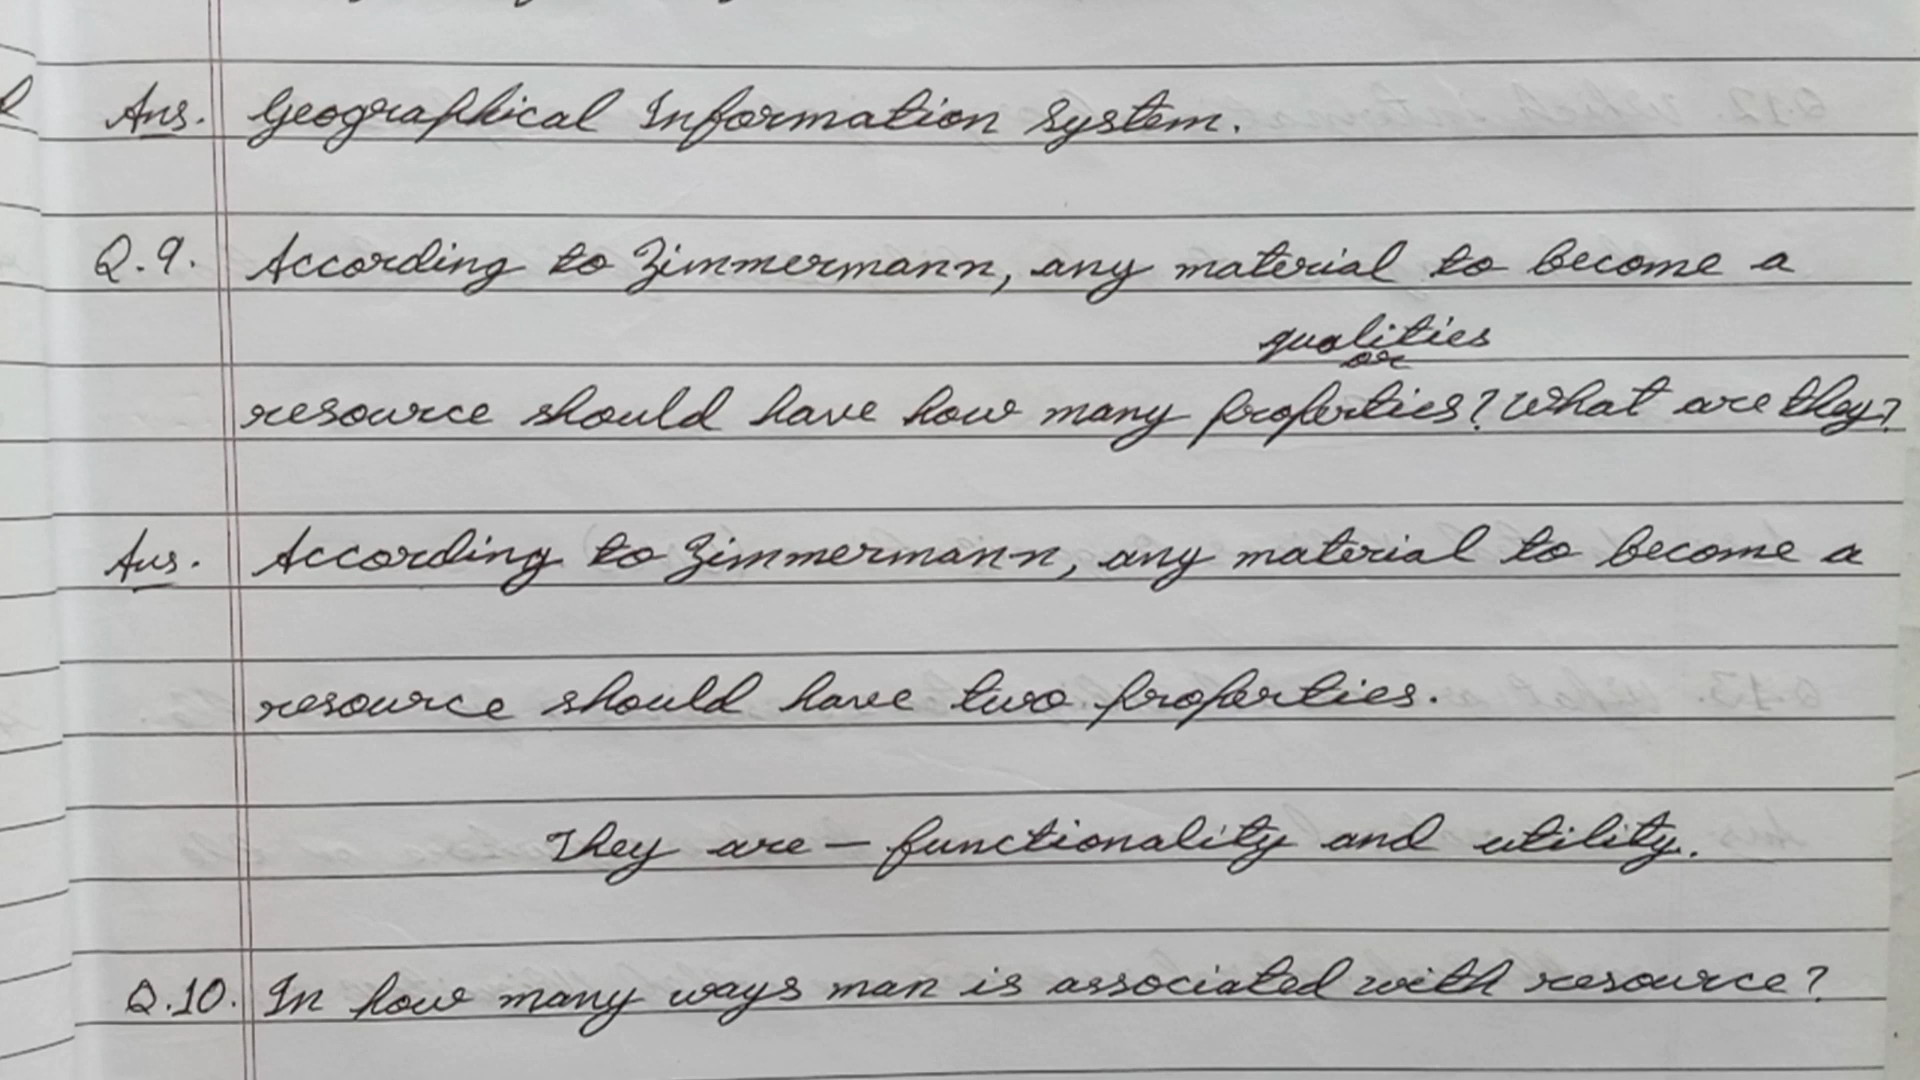 Ans. Geographical Information System.
Q.9. According to Zimmermann, any material to become a
qualities
or
resource should have how many properties? What are they?
Ans. According to Zimmermann, any material to become a
resource should have two properties.
They are – functionality and utility.
Q.10. In how many ways man is associated with resource?